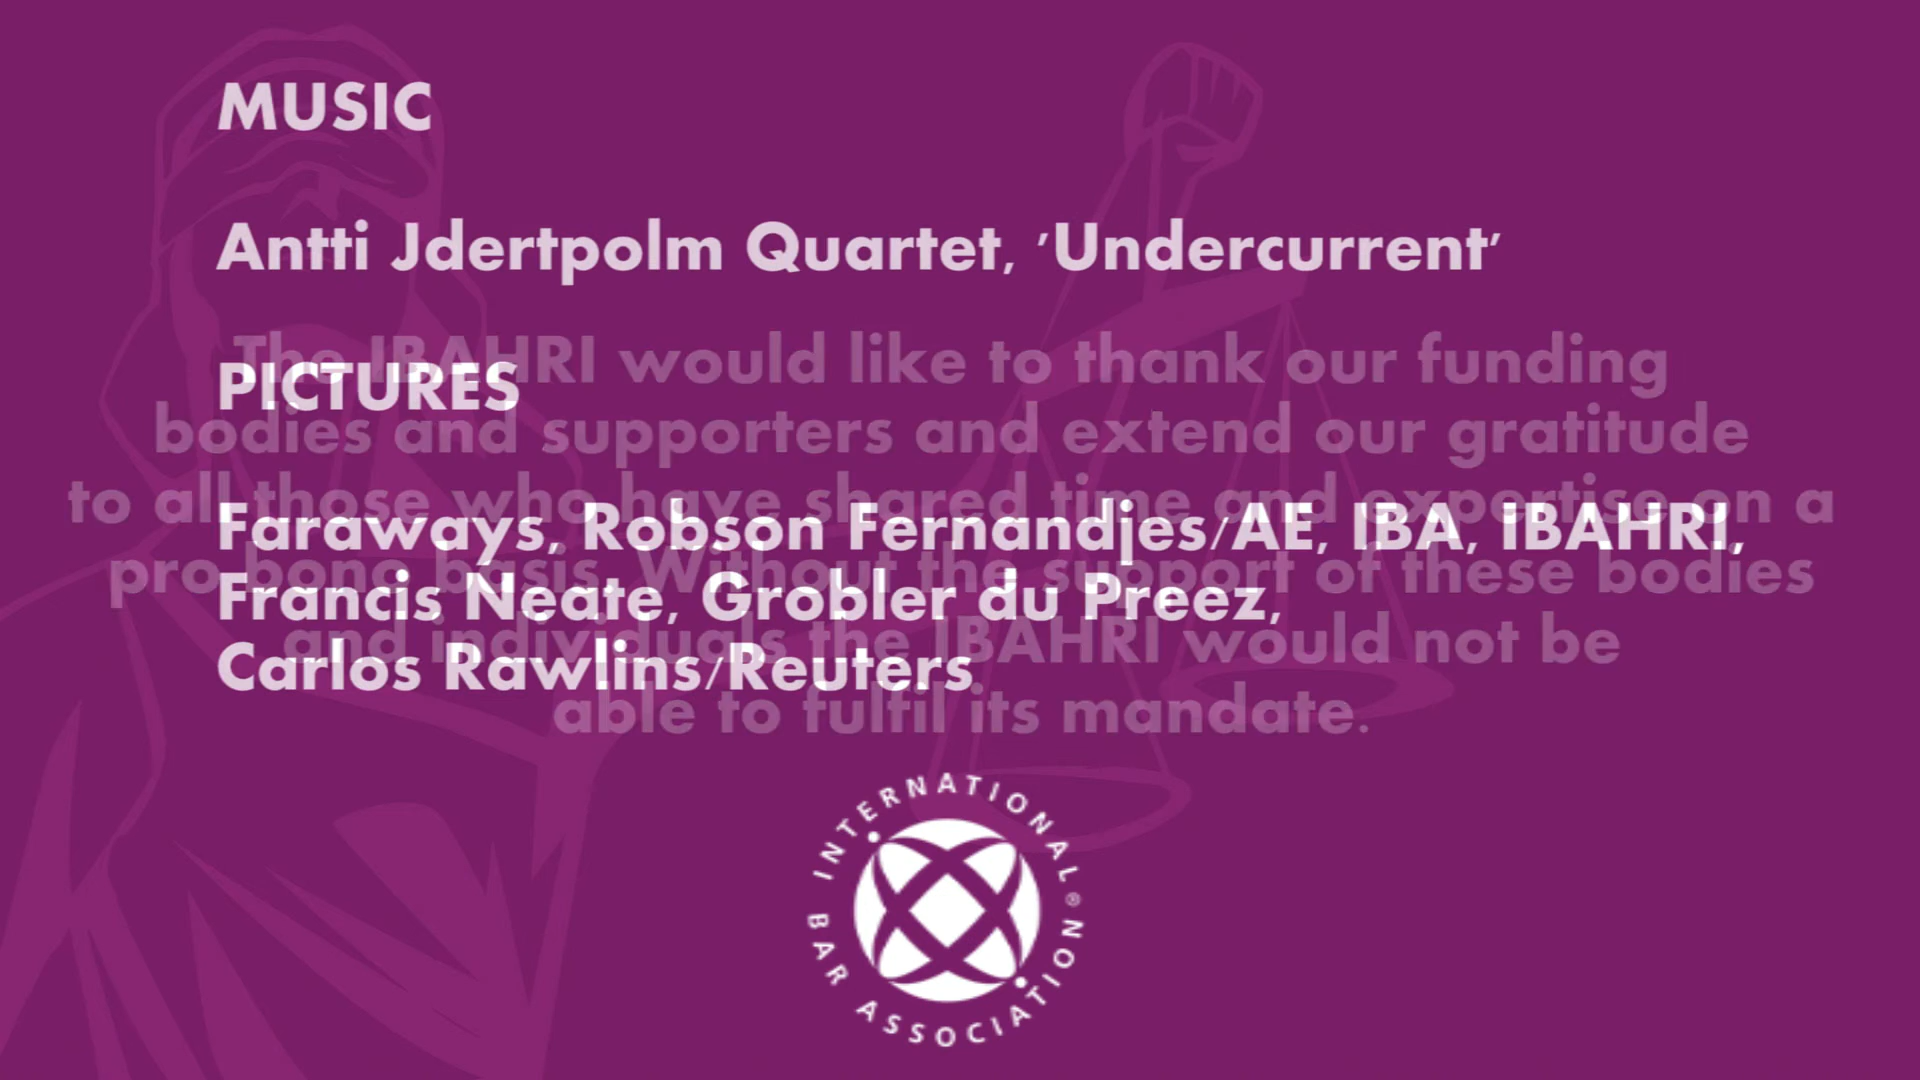 MUSIC
Antti Jdertpolm Quartet, 'Undercurrent'
PICTURES
Faraways, Robson Fernandjes/AE, IBA, IBAHRI,
Francis Neate, Grobler du Preez,
Carlos Rawlins/Reuters
The IBAHRI would like to thank our funding
bodies and supporters and extend our gratitude
to all those who have shared time and expertise on a
pro bono basis. Without the support of these bodies
and individuals the IBAHRI would not be
able to fulfil its mandate.
INTERNATIONAL®
BAR ASSOCIATION